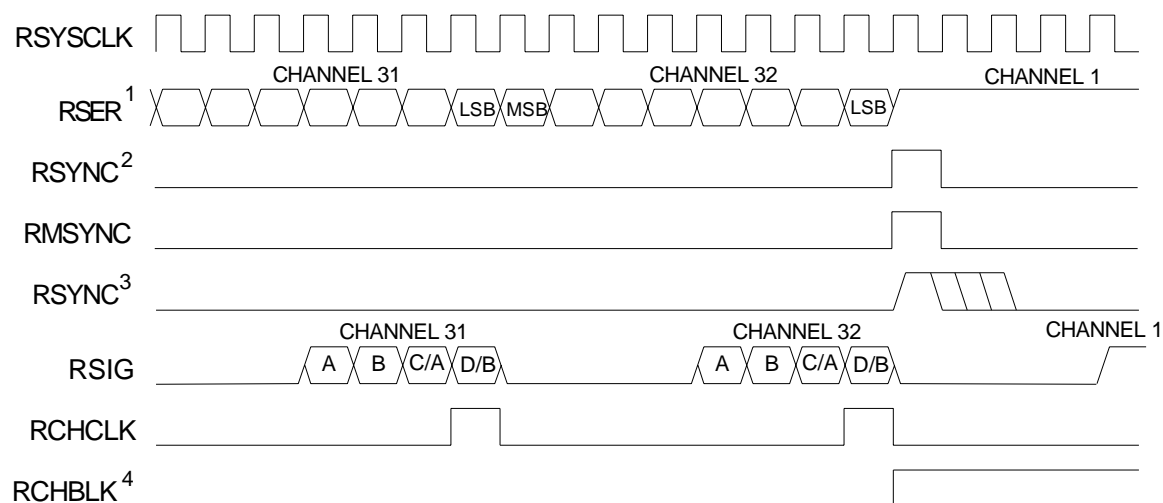 RSYSCLK
CHANNEL 31 CHANNEL 32 CHANNEL 1
RSER1 LSB MSB LSB
RSYNC2
RMSYNC
RSYNC3
CHANNEL 31 CHANNEL 32 CHANNEL 1
RSIG A B C/A D/B A B C/A D/B
RCHCLK
RCHBLK4